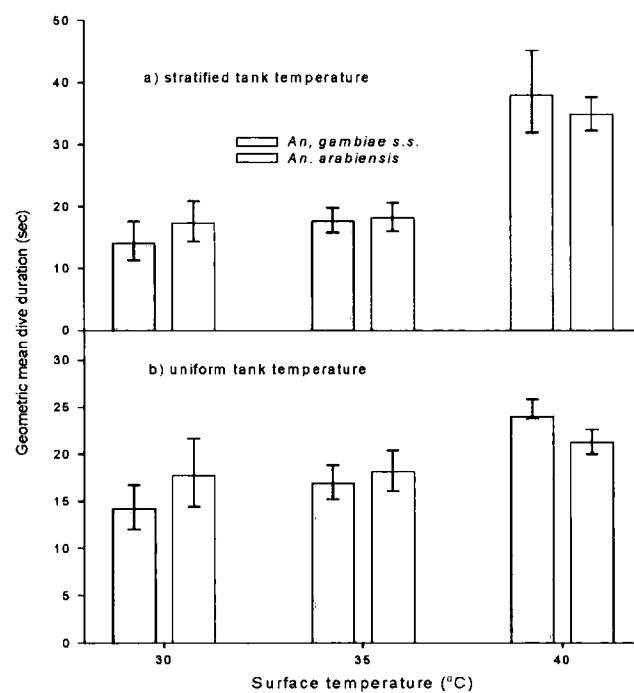 50
a) stratified tank temperature
40
An, gambiae s.s.
An. arabiensis
30
20
10
0
Geometric mean dive duration (sec)
30
b) uniform tank temperature
25
20
15
10
5
0
30 35 40
Surface temperature (°C)